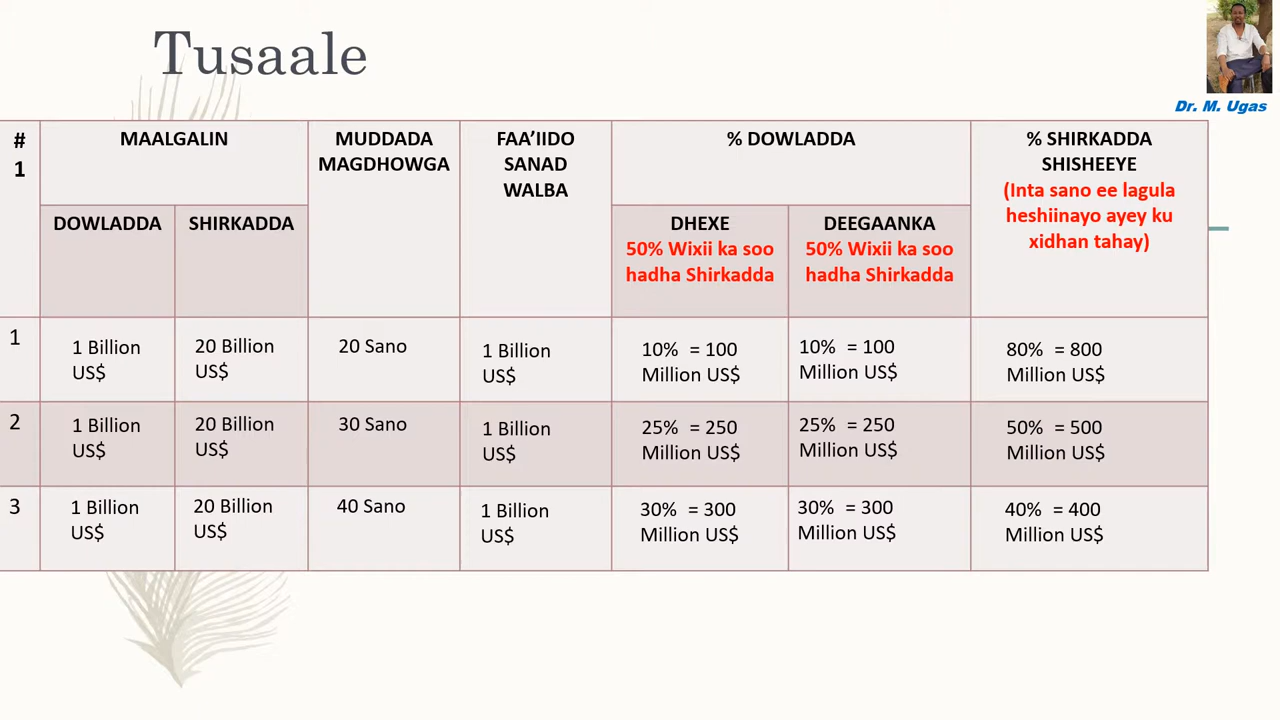 Tusaale
Dr. M. Ugas
#
1
MAALGALIN
MUDDADA
MAGDHOWGA
FAA’IIDO
SANAD
WALBA
% DOWLADDA
% SHIRKADDA
SHISHEEYE
(Inta sano ee lagula
heshiinayo ayey ku
xidhan tahay)
DOWLADDA
SHIRKADDA
DHEXE
50% Wixii ka soo
hadha Shirkadda
DEEGAANKA
50% Wixii ka soo
hadha Shirkadda
1
1 Billion
US$
20 Billion
US$
20 Sano
1 Billion
US$
10% = 100
Million US$
10% = 100
Million US$
80% = 800
Million US$
2
1 Billion
US$
20 Billion
US$
30 Sano
1 Billion
US$
25% = 250
Million US$
25% = 250
Million US$
50% = 500
Million US$
3
1 Billion
US$
20 Billion
US$
40 Sano
1 Billion
US$
30% = 300
Million US$
30% = 300
Million US$
40% = 400
Million US$